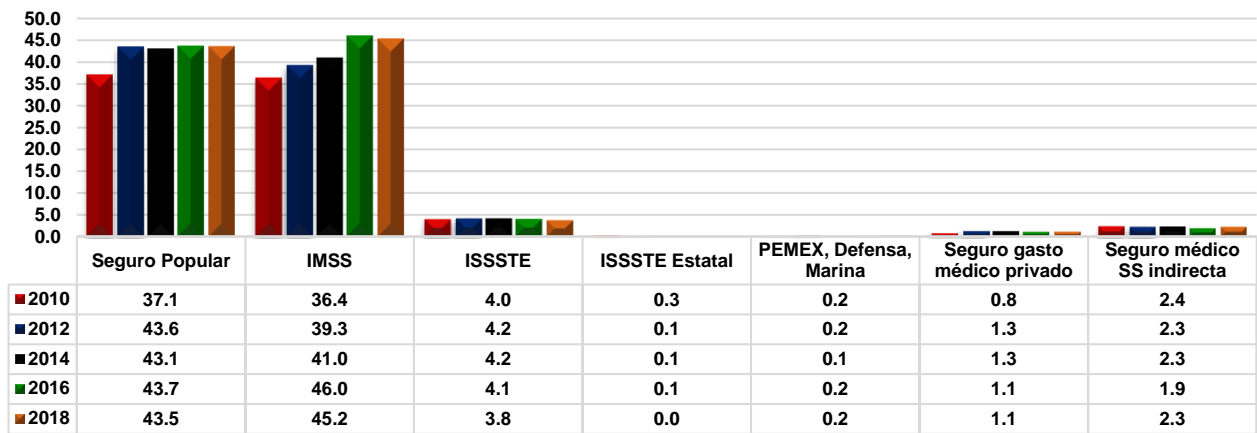 50.0
45.0
40.0
35.0
30.0
25.0
20.0
15.0
10.0
5.0
0.0
Seguro Popular IMSS ISSSTE ISSSTE Estatal PEMEX, Defensa, Marina Seguro gasto médico privado Seguro médico SS indirecta
2010 37.1 36.4 4.0 0.3 0.2 0.8 2.4
2012 43.6 39.3 4.2 0.1 0.2 1.3 2.3
2014 43.1 41.0 4.2 0.1 0.1 1.3 2.3
2016 43.7 46.0 4.1 0.1 0.2 1.1 1.9
2018 43.5 45.2 3.8 0.0 0.2 1.1 2.3